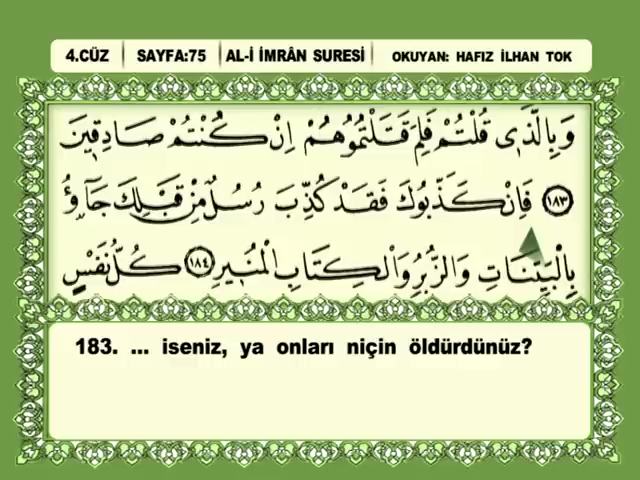 4.CÜZ SAYFA:75 AL-İ İMRÂN SURESİ OKUYAN: HAFIZ İLHAN TOK
وَبِالَّذ۪ي قُلْتُمْ فَلِمَ قَتَلْتُمُوهُمْ اِنْ كُنْتُمْ صَادِق۪ينَ
﴿١٨٣﴾ فَاِنْ كَذَّبُوكَ فَقَدْ كُذِّبَ رُسُلٌ مِنْ قَبْلِكَ جَٓاؤُ
بِالْبَيِّنَاتِ وَالزُّبُرِ وَالْكِتَابِ الْمُن۪يرِ ﴿١٨٤﴾ كُلُّ نَفْسٍ
183. ... iseniz, ya onları niçin öldürdünüz?